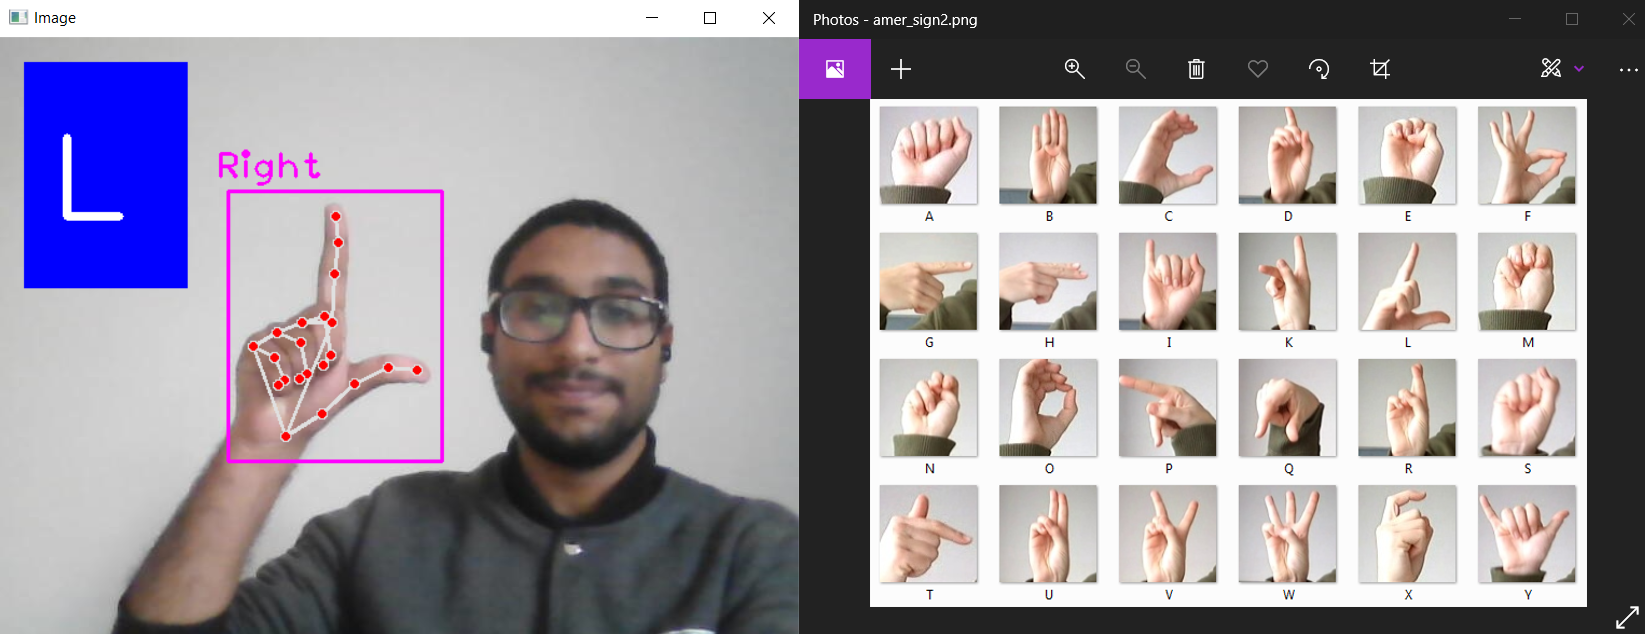 Image
L
Right
Photos - amer_sign2.png
A B C D E F
G H I K L M
N O P Q R S
T U V W X Y